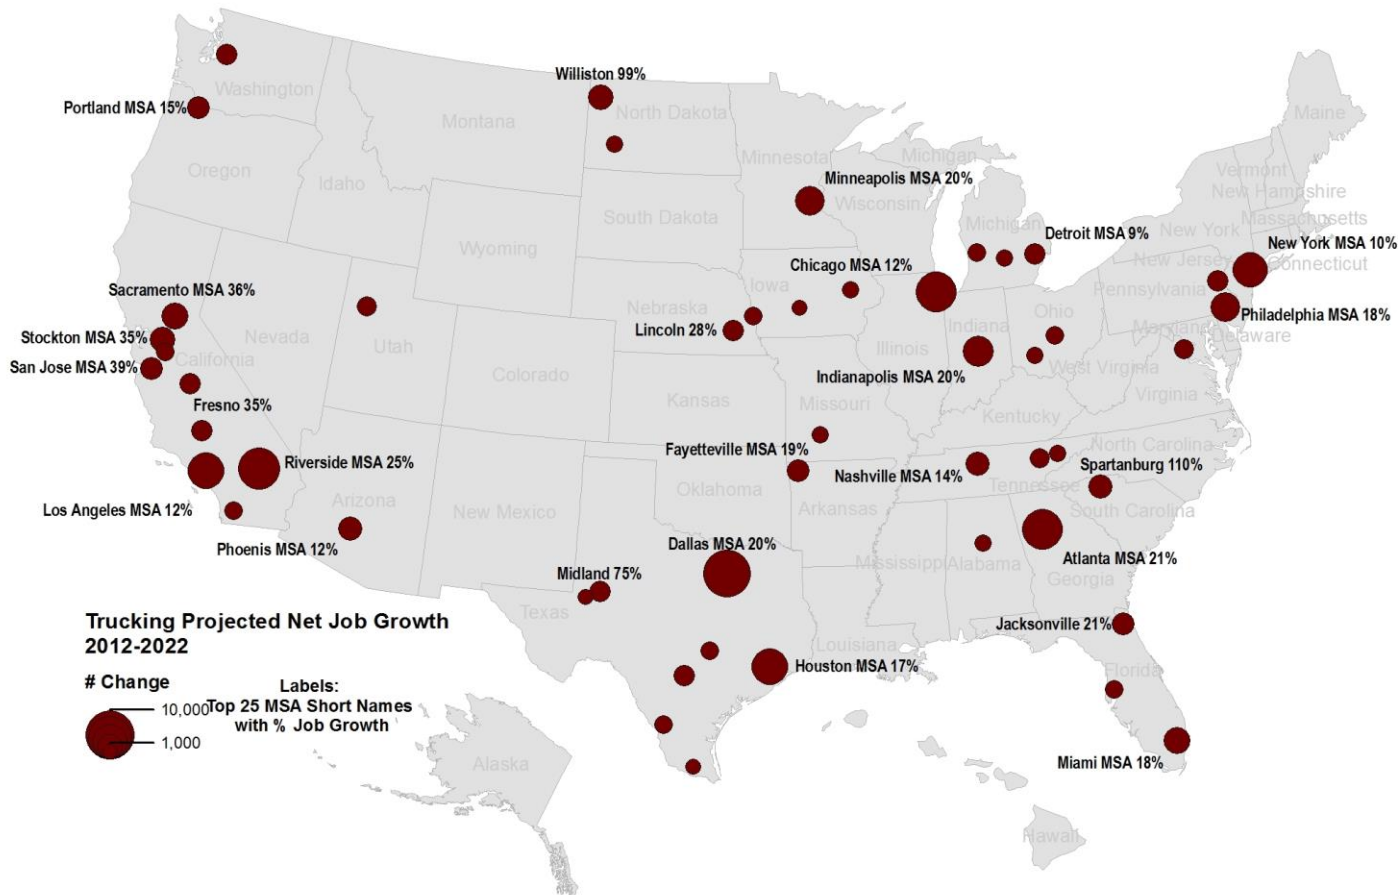 Washington
Portland MSA 15%
Oregon
Idaho
Montana
Williston 99%
North Dakota
Minnesota
Minneapolis MSA 20%
Wisconsin
South Dakota
Wyoming
Michigan
Michigan
Detroit MSA 9%
Maine
Vermont
New Hampshire
Massachusetts
New York
New York MSA 10%
Connecticut
New Jersey
Pennsylvania
Philadelphia MSA 18%
Delaware
Maryland
Chicago MSA 12%
Iowa
Nebraska
Lincoln 28%
Illinois
Indiana
Indianapolis MSA 20%
Ohio
West Virginia
Virginia
Sacramento MSA 36%
Stockton MSA 35%
San Jose MSA 39%
Nevada
California
Utah
Colorado
Kansas
Missouri
Kentucky
North Carolina
Fresno 35%
Riverside MSA 25%
Los Angeles MSA 12%
Arizona
Phoenis MSA 12%
New Mexico
Oklahoma
Fayetteville MSA 19%
Arkansas
Nashville MSA 14%
Tennessee
Spartanburg 110%
South Carolina
Atlanta MSA 21%
Georgia
Alabama
Mississippi
Dallas MSA 20%
Midland 75%
Texas
Louisiana
Houston MSA 17%
Jacksonville 21%
Florida
Miami MSA 18%
Trucking Projected Net Job Growth
2012-2022
# Change
10,000
1,000
Labels:
Top 25 MSA Short Names
with % Job Growth
Alaska
Hawaii